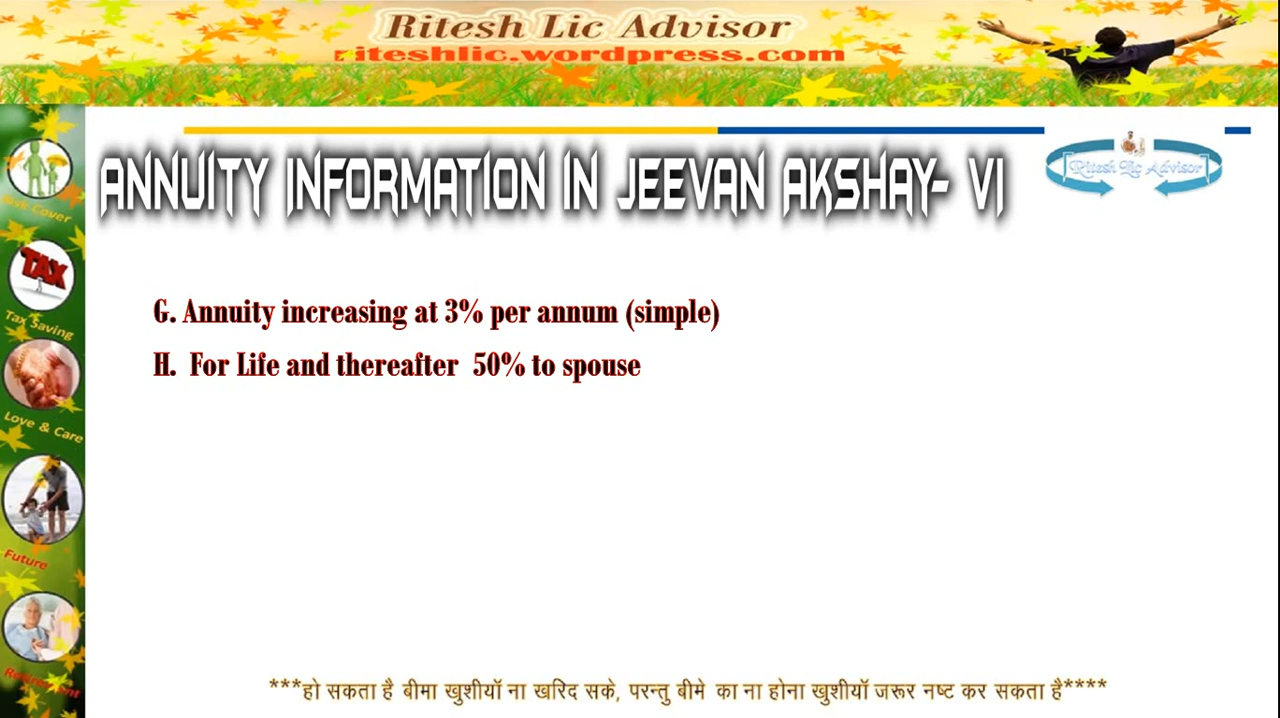 Ritesh Lic Advisor
riteshlic.wordpress.com
ANNUITY INFORMATION IN JEEVAN AKSHAY- VI
Ritesh Lic Advisor
Risk Cover
TAX
Tax Saving
Love & Care
Future
Retirement
G. Annuity increasing at 3% per annum (simple)
H. For Life and thereafter 50% to spouse
***हो सकता है बीमा खुशीयॉ ना खरिद सके, परन्तु बीमे का ना होना खुशीयॉ जरूर नष्ट कर सकता है****